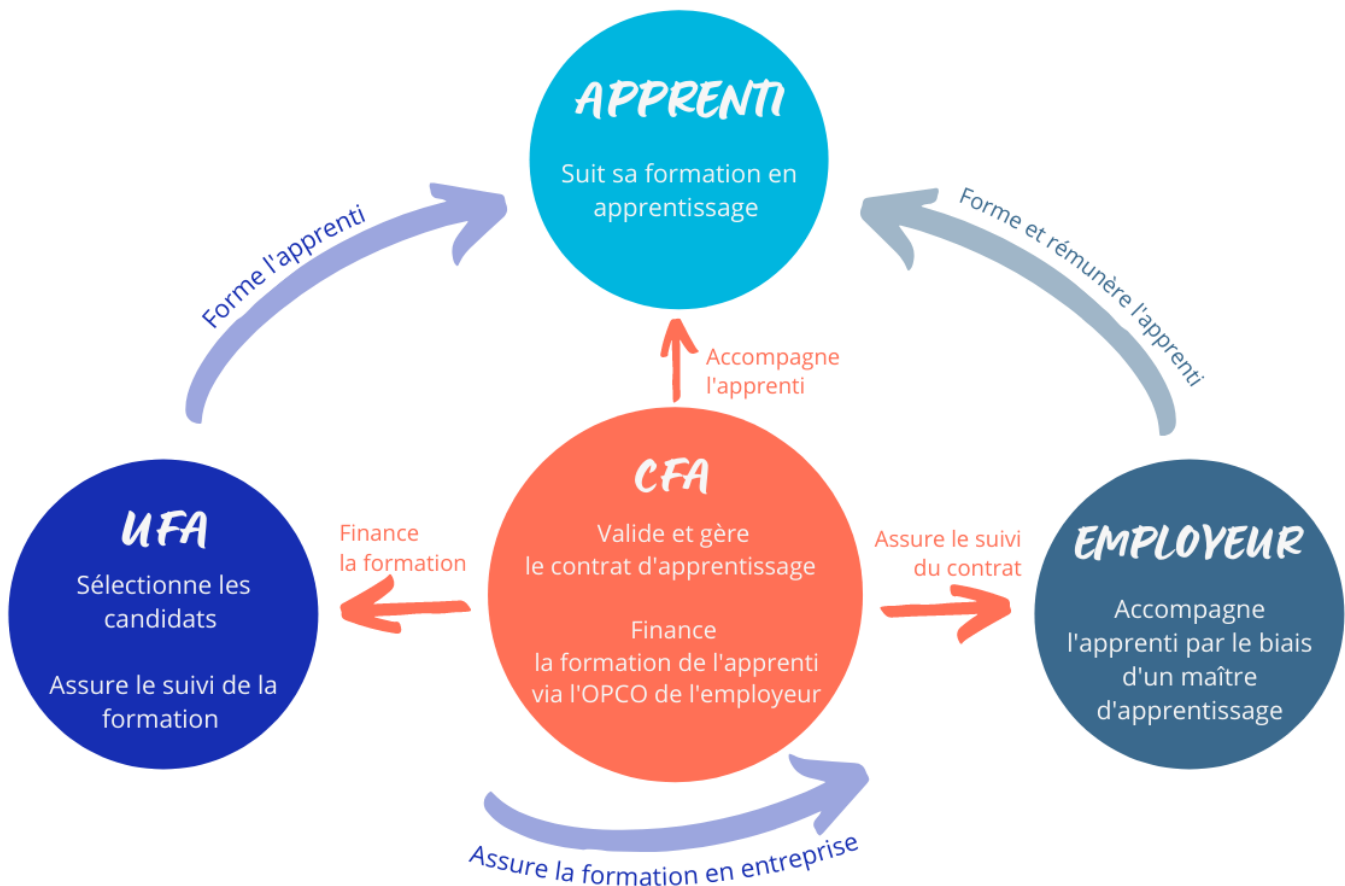 APPRENTI
Suit sa formation en
apprentissage
Forme l'apprenti
Forme et rémunère l'apprenti
Accompagne
l'apprenti
UFA
Sélectionne les
candidats
Assure le suivi de la
formation
Finance
la formation
CFA
Valide et gère
le contrat d'apprentissage
Finance
la formation de l'apprenti
via l'OPCO de l'employeur
Assure le suivi
du contrat
EMPLOYEUR
Accompagne
l'apprenti par le biais
d'un maître
d'apprentissage
Assure la formation en entreprise